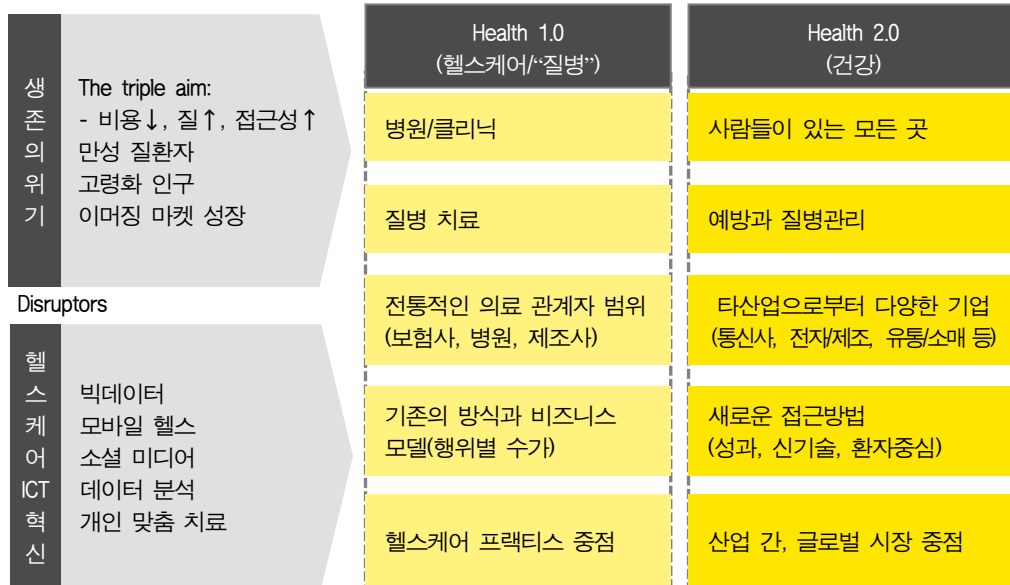 생존의위기
The triple aim:
- 비용↓, 질↑, 접근성↑
만성 질환자
고령화 인구
이머징 마켓 성장
Disruptors
헬스케어ICT혁신
빅데이터
모바일 헬스
소셜 미디어
데이터 분석
개인 맞춤 치료
Health 1.0
(헬스케어/“질병”)
병원/클리닉
질병 치료
전통적인 의료 관계자 범위
(보험사, 병원, 제조사)
기존의 방식과 비즈니스
모델(행위별 수가)
헬스케어 프랙티스 중점
Health 2.0
(건강)
사람들이 있는 모든 곳
예방과 질병관리
타산업으로부터 다양한 기업
(통신사, 전자/제조, 유통/소매 등)
새로운 접근방법
(성과, 신기술, 환자중심)
산업 간, 글로벌 시장 중점